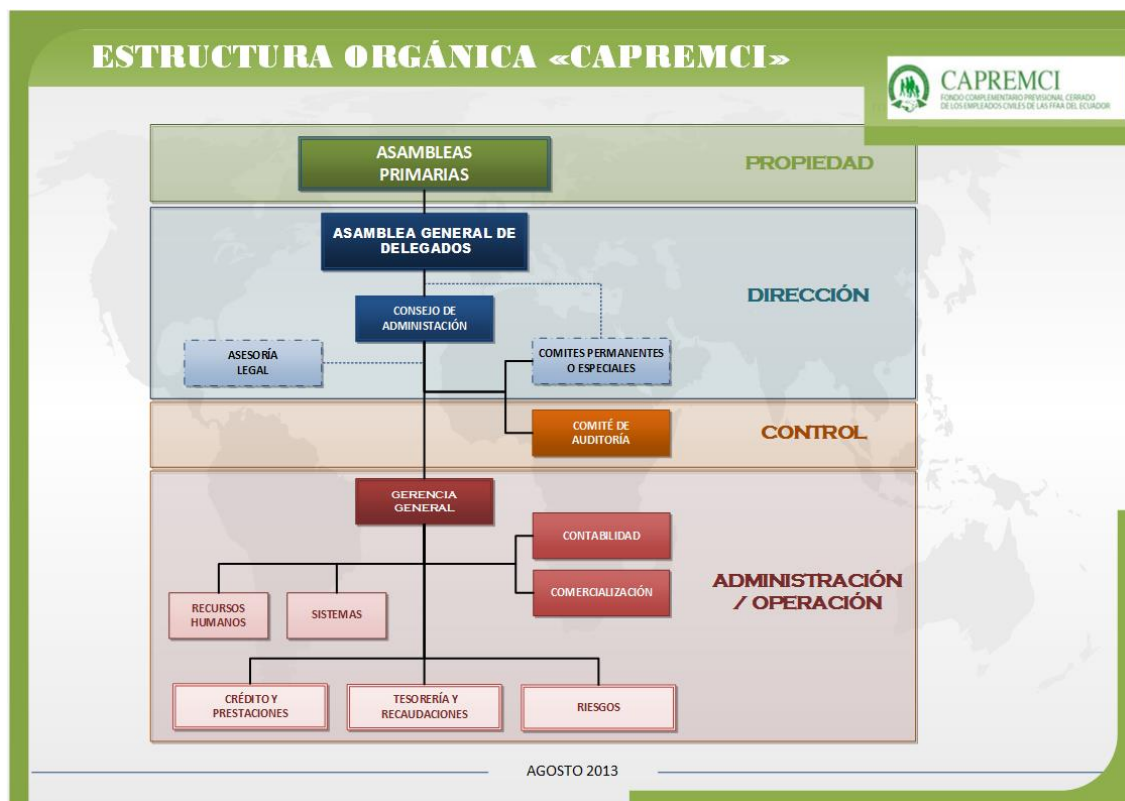 ESTRUCTURA ORGÁNICA «CAPREMCI»
CAPREMCI
FONDO COMPLEMENTARIO PREVISIONAL CERRADO
DE LOS EMPLEADOS CIVILES DE LAS FFAA DEL ECUADOR
ASAMBLEAS
PRIMARIAS
PROPIEDAD
ASAMBLEA GENERAL DE
DELEGADOS
DIRECCIÓN
CONSEJO DE
ADMINISTACIÓN
ASESORÍA
LEGAL
COMITES PERMANENTES
O ESPECIALES
COMITÉ DE
AUDITORÍA
CONTROL
GERENCIA
GENERAL
CONTABILIDAD
COMERCIALIZACIÓN
ADMINISTRACIÓN
/ OPERACIÓN
RECURSOS
HUMANOS
SISTEMAS
CRÉDITO Y
PRESTACIONES
TESORERÍA Y
RECAUDACIONES
RIESGOS
AGOSTO 2013